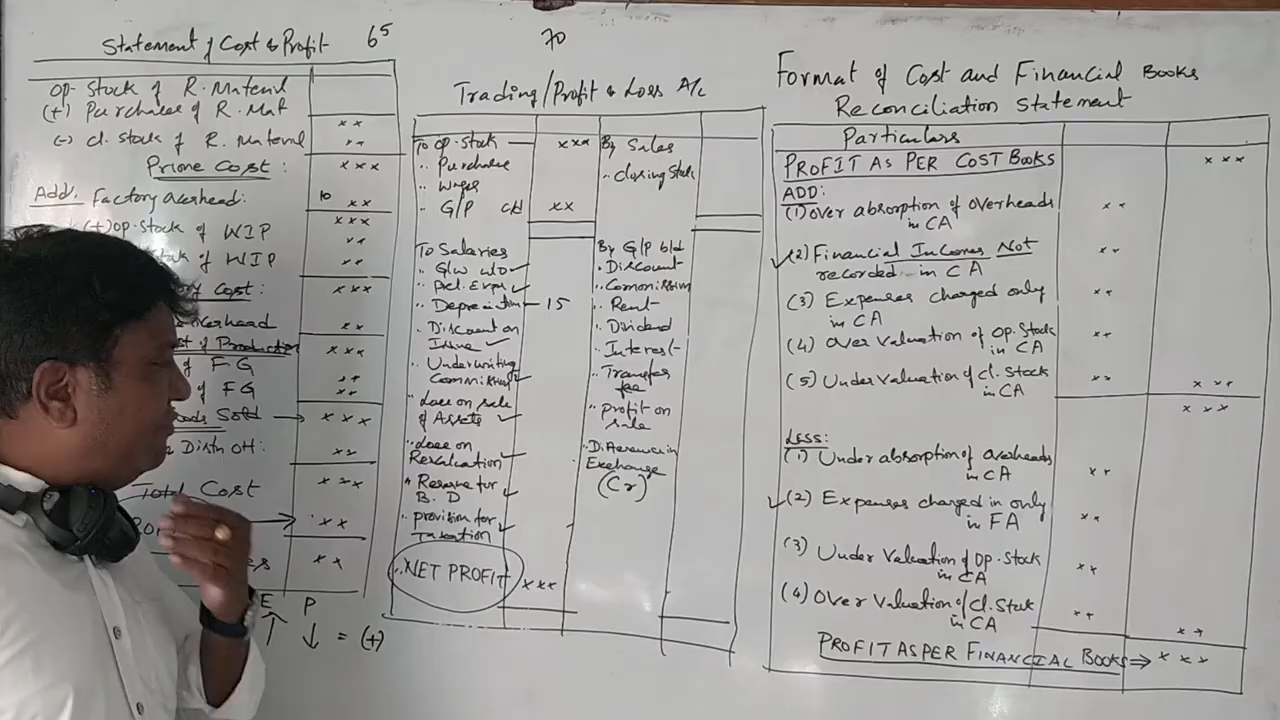 Statement of Cost & Profit 65
Op- Stock of R. Material
(+) Purchases of R. Mat
x x
(-) cl. Stock of R. Material
x x
Prime Cost : x x x
Add. Factory overhead: 10 x x
x x x
(+) op. Stock of WIP
x x
of WIP x x
Cost: x x x
overhead x x
of Production x x x
of FG x x
of FG x x
Sold → x x x
Distn OH: x x
Total Cost x x x
x x
x x
E P
↑ ↓ = (+)
70
Trading/Profit & Loss A/c
To op. stock — x x x By Sales
" Purchase " closing Stock
" wages
" G/P c/d x x
To Salaries By G/P b/d
" G/W w/o ✓ " Discount
" Pel. Exps ✓ " Commission
" Depreciation — 15 " Rent
" Discount on " Dividend
Issue ✓ " Interest
" Underwriting " Transfer
Commission ✓ fee
" Loss on sale " profit on
of Assets ✓ sale
" Loss on " Difference in
Revaluation ✓ Exchange
" Reserve for (Cr)
B. D ✓
" provision for
Taxation ✓
" NET PROFIT x x x
Format of Cost and Financial Books
Reconciliation Statement
Particulars
PROFIT AS PER COST BOOKS x x x
ADD:
(1) Over absorption of overheads x x
in CA
✓ (2) Financial Incomes Not x x
recorded in CA
(3) Expenses charged only x x
in CA
(4) Over Valuation of Op. Stock x x
in CA
(5) Under Valuation of Cl. Stock x x x x x
in CA
x x x
LESS:
(1) Under absorption of overheads
in CA x x
✓ (2) Expenses charged in only
in FA x x
(3) Under Valuation of Op. Stock
in CA x x
(4) Over Valuation of Cl. Stock
in CA x x
x x
PROFIT AS PER FINANCIAL BOOKS ⇒ x x x